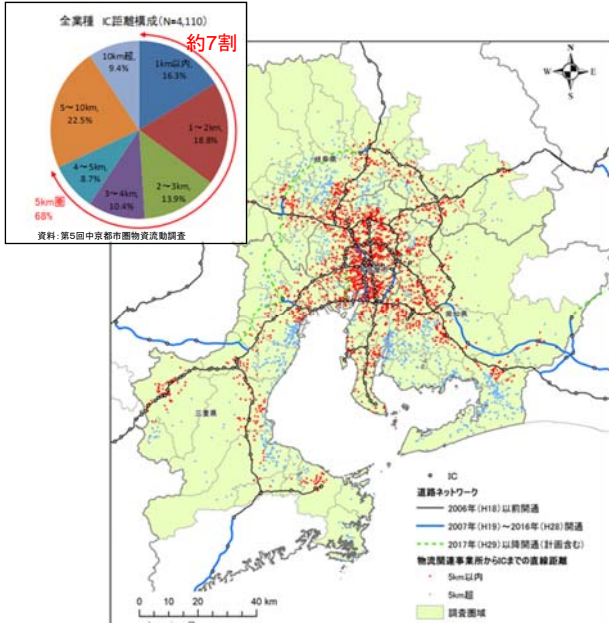 全業種 IC距離構成(N=4,110)
約7割
10km超,
9.4%
1km以内,
16.3%
5～10km,
22.5%
1～2km,
18.8%
4～5km,
8.7%
3～4km,
10.4%
2～3km,
13.9%
5km圏
68%
資料:第5回中京都市圏物資流動調査
N
W
E
S
岐阜県
愛知県
三重県
IC
道路ネットワーク
2006年(H18)以前開通
2007年(H19)～2016年(H28)開通
2017年(H29)以降開通(計画含む)
物流関連事業所からICまでの直線距離
5km以内
5km超
調査圏域
0 10 20 40 km